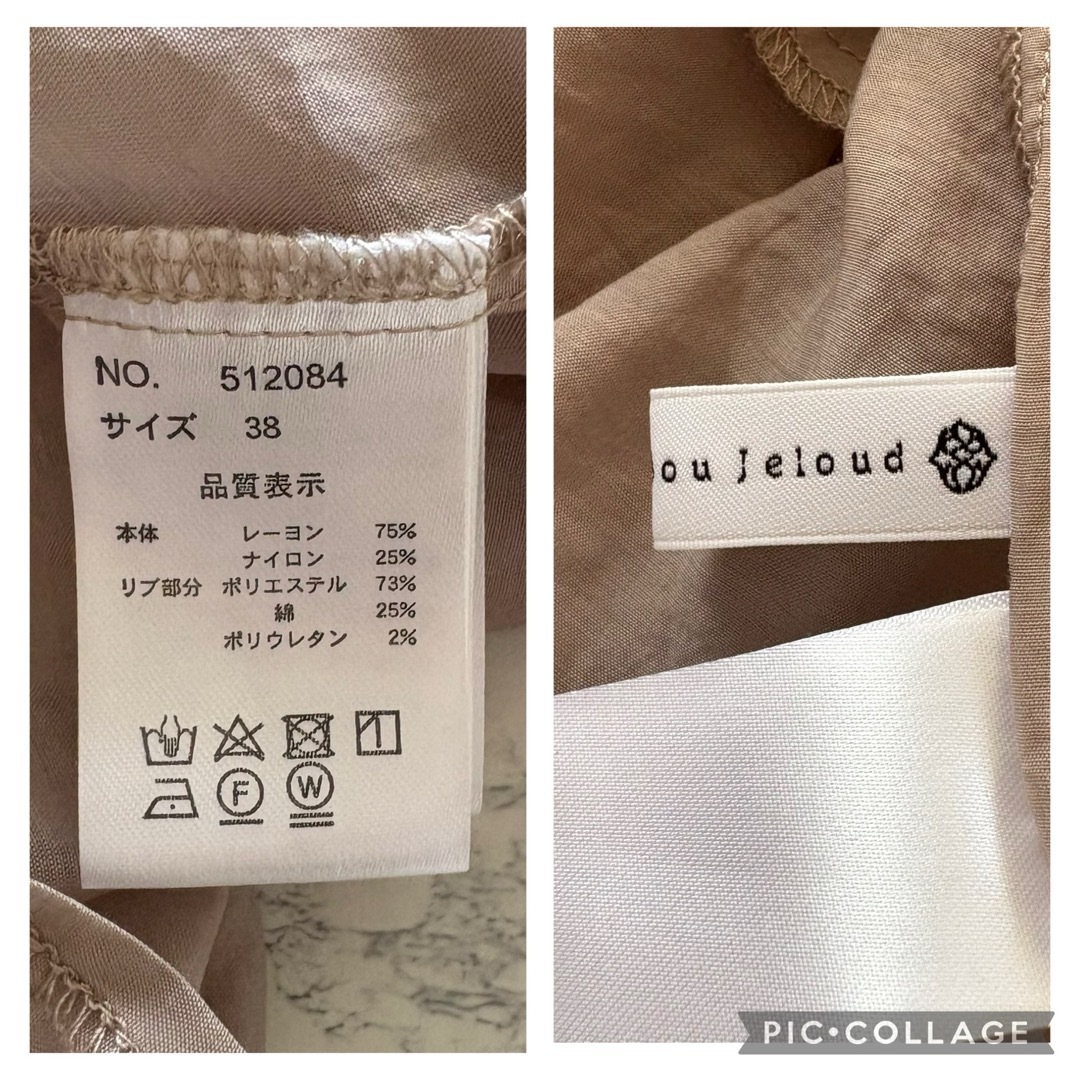 NO. 512084
サイズ 38
品質表示
本体 レーヨン 75%
ナイロン 25%
リブ部分 ポリエステル 73%
綿 25%
ポリウレタン 2%
F W
ou Jeloud
PIC•COLLAGE